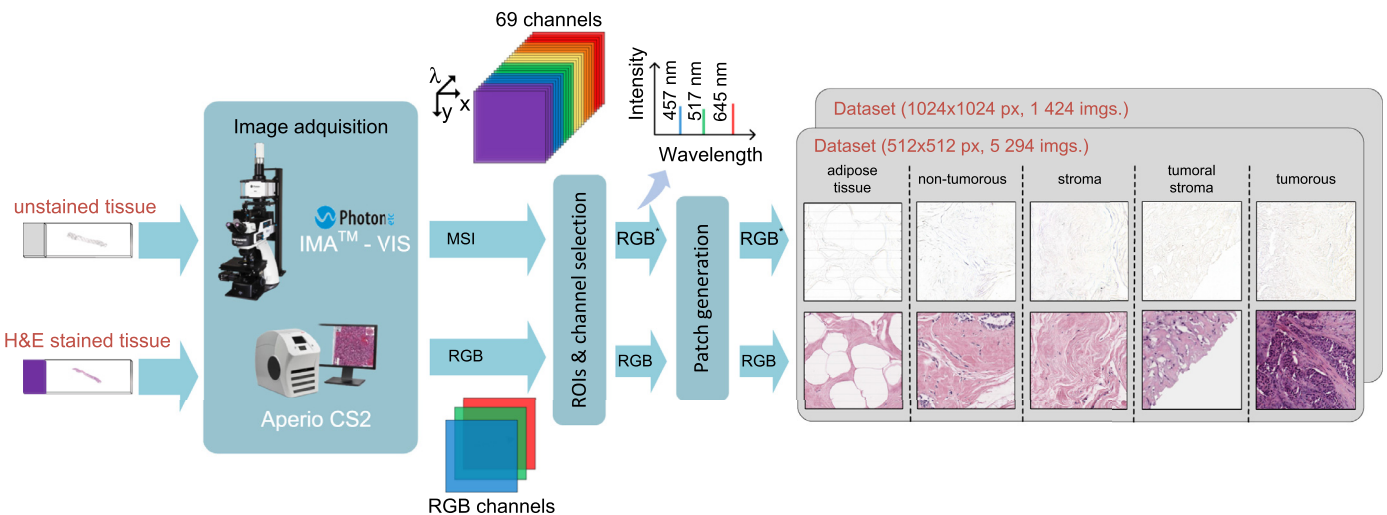 69 channels
λ
x
y
Intensity
457 nm
517 nm
645 nm
Wavelength
Image adquisition
unstained tissue
Photon etc
IMA™ - VIS
MSI
H&E stained tissue
Aperio CS2
RGB
RGB channels
ROIs & channel selection
RGB*
RGB
Patch generation
RGB*
RGB
Dataset (1024x1024 px, 1 424 imgs.)
Dataset (512x512 px, 5 294 imgs.)
adipose
tissue
non-tumorous
stroma
tumoral
stroma
tumorous